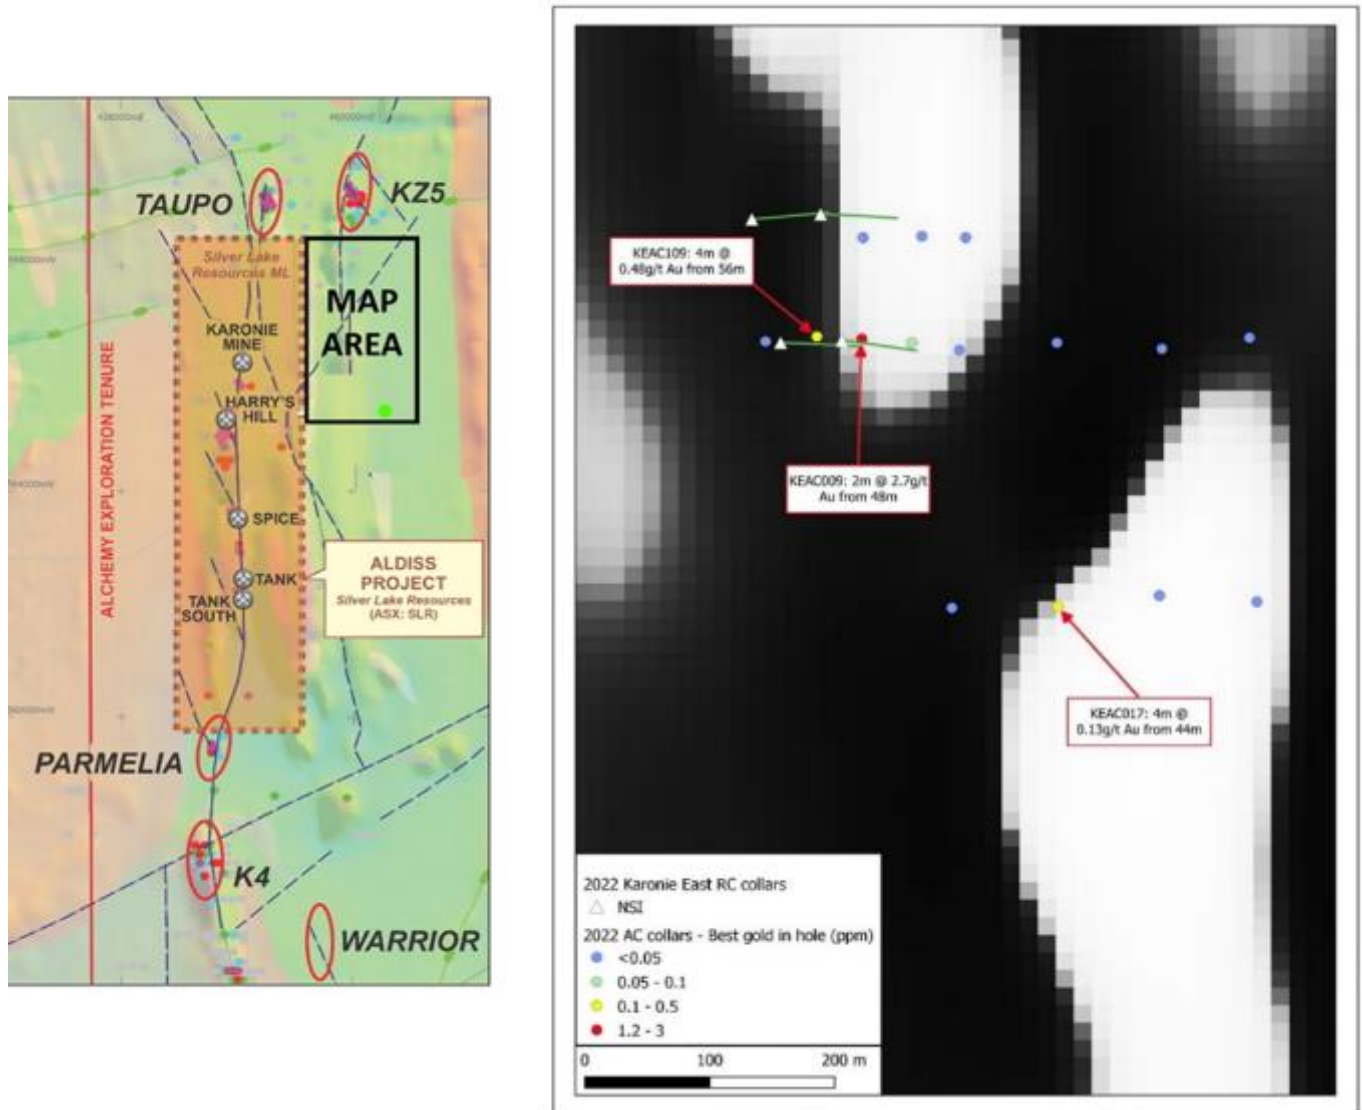 TAUPO
KZ5
Silver Lake
Resources ML
MAP
AREA
KARONIE
MINE
HARRY'S
HILL
ALCHEMY EXPLORATION TENURE
SPICE
ALDISS
PROJECT
Silver Lake Resources
(ASX: SLR)
TANK
TANK
SOUTH
PARMELIA
K4
WARRIOR
KEAC109: 4m @
0.48g/t Au from 56m
KEAC009: 2m @ 2.7g/t
Au from 48m
KEAC017: 4m @
0.13g/t Au from 44m
2022 Karonie East RC collars
NSI
2022 AC collars - Best gold in hole (ppm)
<0.05
0.05 - 0.1
0.1 - 0.5
1.2 - 3
0 100 200 m